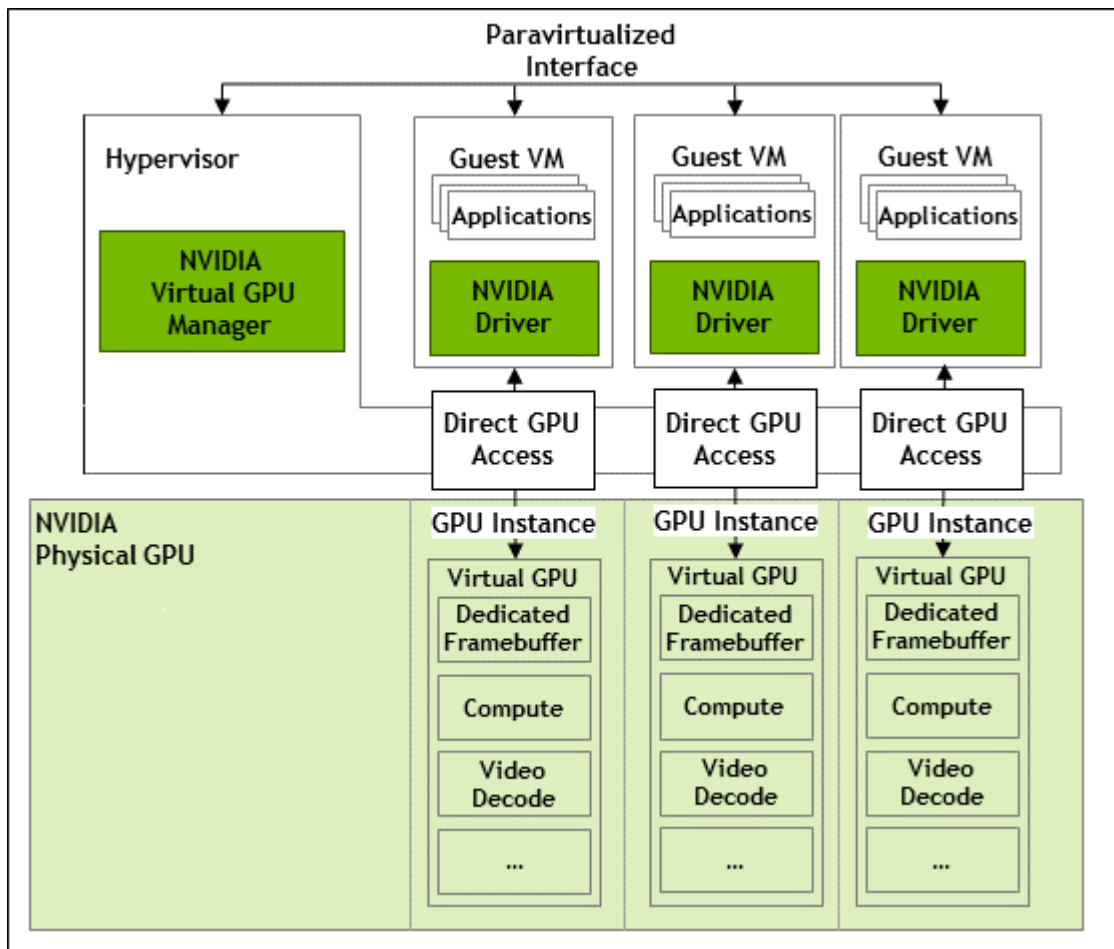 Paravirtualized
Interface
Hypervisor
NVIDIA
Virtual GPU
Manager
Guest VM
Applications
NVIDIA
Driver
Guest VM
Applications
NVIDIA
Driver
Guest VM
Applications
NVIDIA
Driver
Direct GPU
Access
Direct GPU
Access
Direct GPU
Access
NVIDIA
Physical GPU
GPU Instance
Virtual GPU
Dedicated
Framebuffer
Compute
Video
Decode
...
GPU Instance
Virtual GPU
Dedicated
Framebuffer
Compute
Video
Decode
...
GPU Instance
Virtual GPU
Dedicated
Framebuffer
Compute
Video
Decode
...